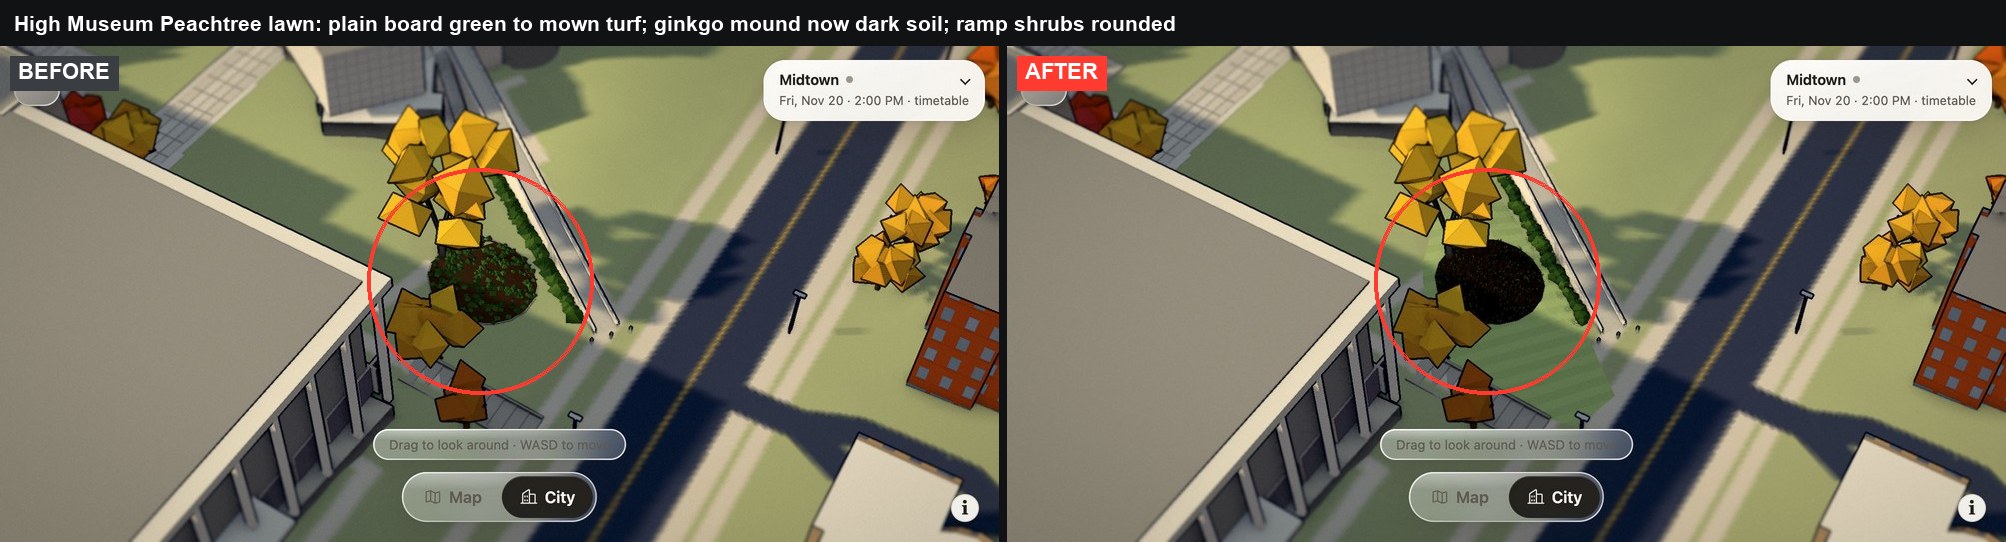 High Museum Peachtree lawn: plain board green to mown turf; ginkgo mound now dark soil; ramp shrubs rounded
BEFORE
Midtown
Fri, Nov 20 · 2:00 PM · timetable
Drag to look around · WASD to mov
Map
City
i
AFTER
Midtown
Fri, Nov 20 · 2:00 PM · timetable
Drag to look around · WASD to mov
Map
City
i